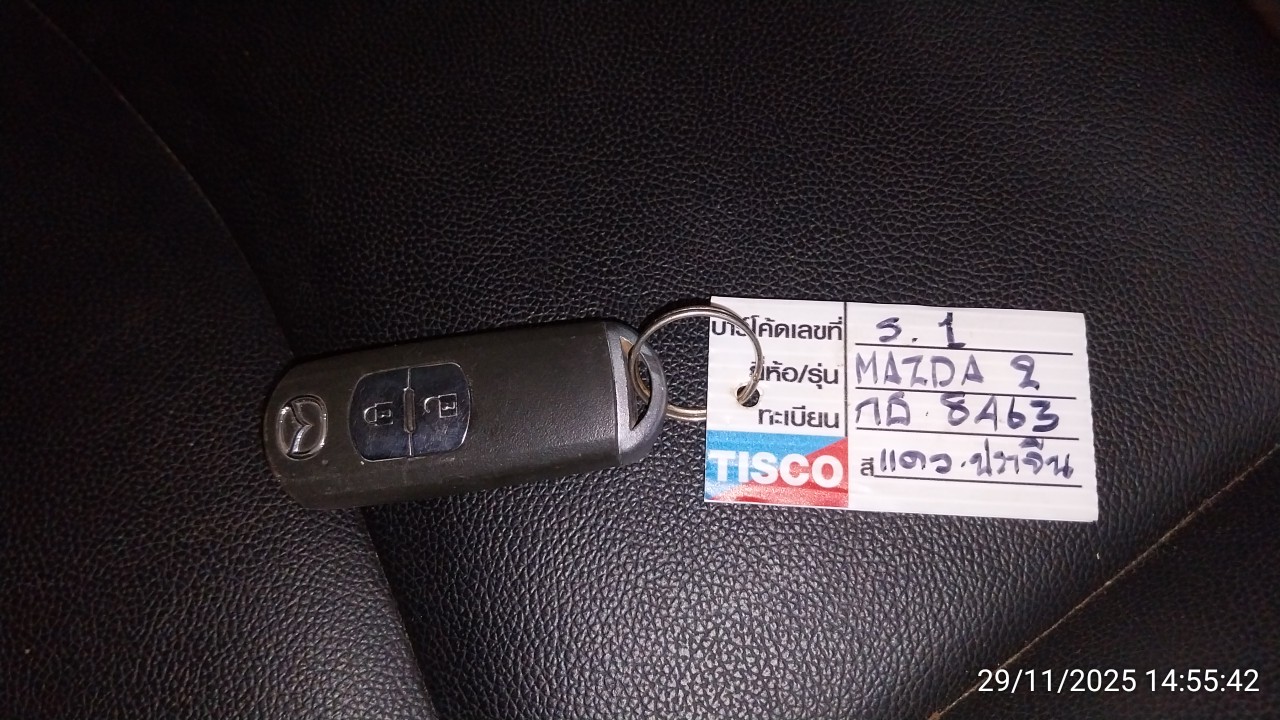 บาร์โค้ดเลขที่ ร. 1
ยี่ห้อ/รุ่น MAZDA 2
ทะเบียน กฉ. 8463
TISCO
สี แดง.ปราจีน
29/11/2025 14:55:42